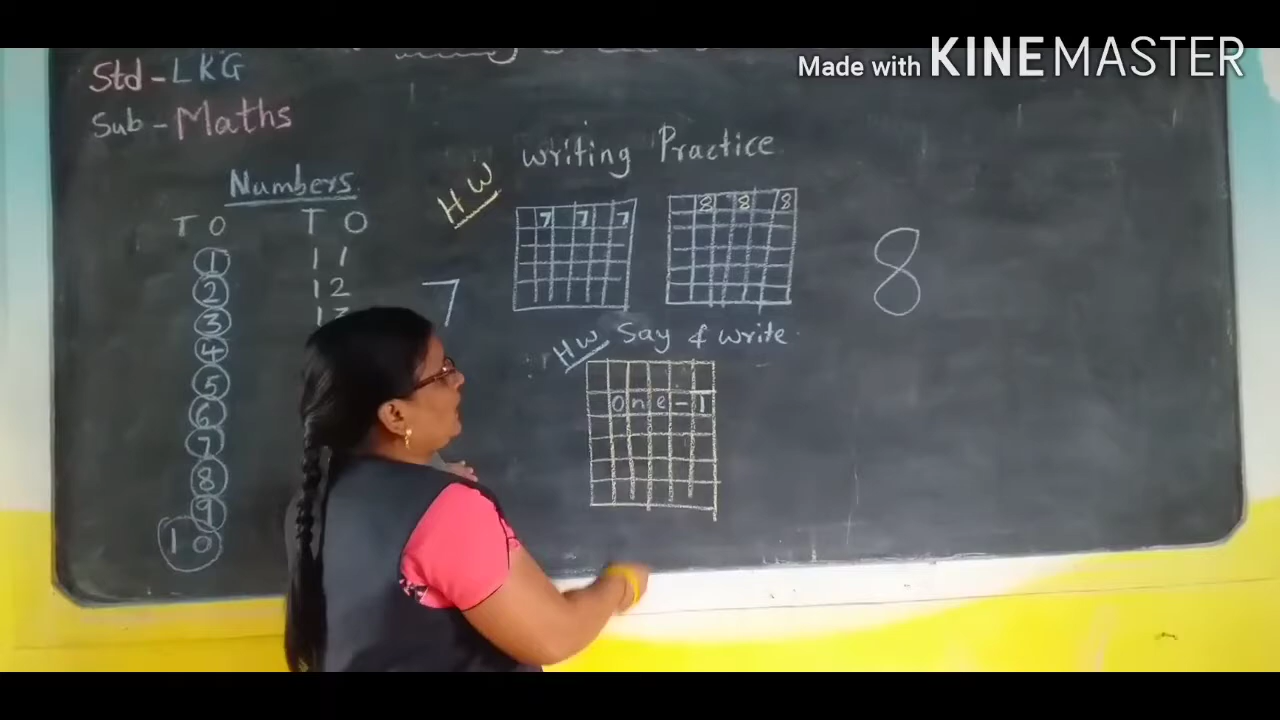 Made with KINEMASTER
Std - LKG
Sub - Maths
Writing Practice
HW
Numbers
T O
T O
7 7 7
8 8 8
1
2
3
4
5
6
7
8
9
10
11
12
13
7
8
HW Say & write
One - 1